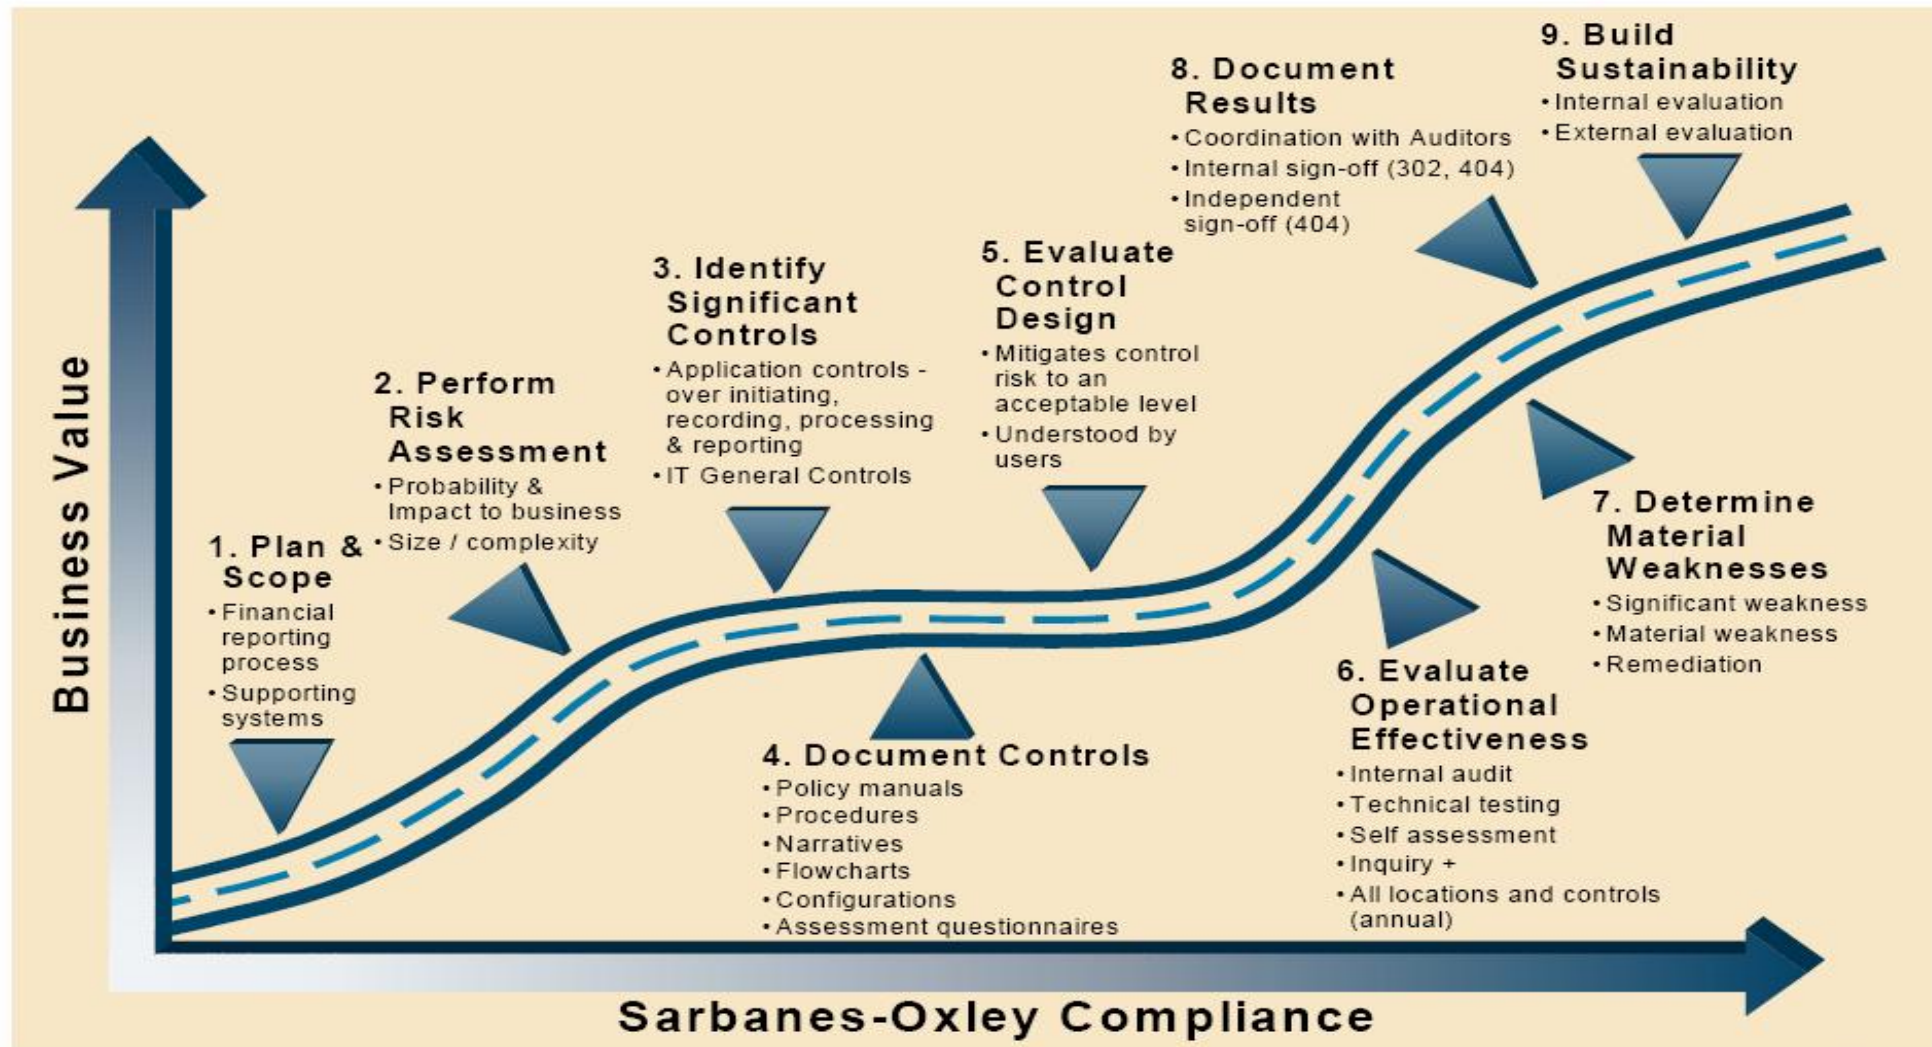 Business Value
1. Plan &
Scope
• Financial
reporting
process
• Supporting
systems
2. Perform
Risk
Assessment
• Probability &
Impact to business
• Size / complexity
3. Identify
Significant
Controls
• Application controls -
over initiating,
recording, processing
& reporting
• IT General Controls
4. Document Controls
• Policy manuals
• Procedures
• Narratives
• Flowcharts
• Configurations
• Assessment questionnaires
5. Evaluate
Control
Design
• Mitigates control
risk to an
acceptable level
• Understood by
users
6. Evaluate
Operational
Effectiveness
• Internal audit
• Technical testing
• Self assessment
• Inquiry +
• All locations and controls
(annual)
7. Determine
Material
Weaknesses
• Significant weakness
• Material weakness
• Remediation
8. Document
Results
• Coordination with Auditors
• Internal sign-off (302, 404)
• Independent
sign-off (404)
9. Build
Sustainability
• Internal evaluation
• External evaluation
Sarbanes-Oxley Compliance